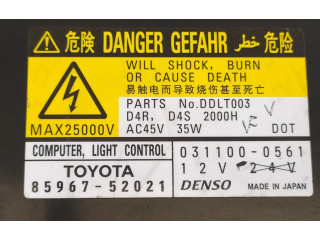 危険 DANGER GEFAHR خطر 危险
WILL SHOCK, BURN
OR CAUSE DEATH
易触电而导致烧伤甚至死亡
PARTS No.DDLT003
D4R, D4S 2000H
MAX25000V
AC45V 35W
DOT
COMPUTER, LIGHT CONTROL
031100-0561
TOYOTA
12V 24V
85967-52021
DENSO
MADE IN JAPAN